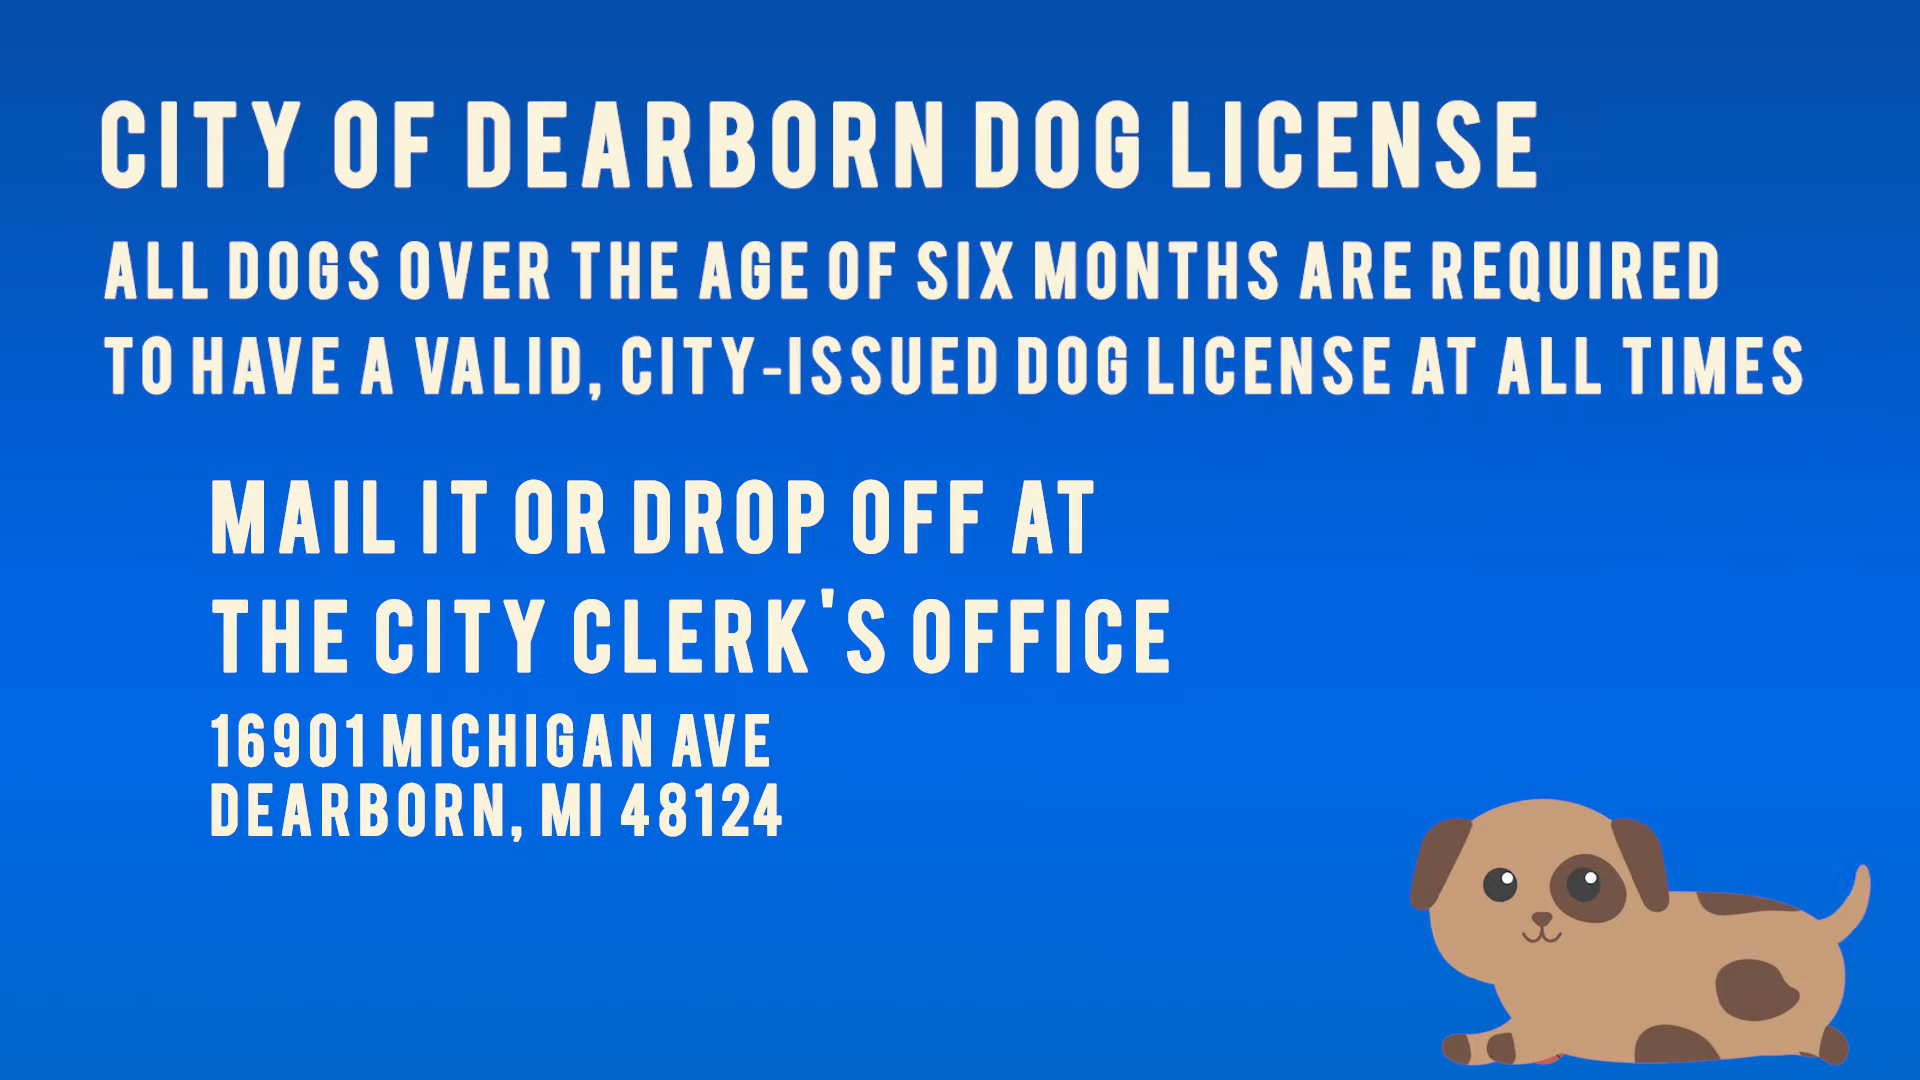 CITY OF DEARBORN DOG LICENSE
ALL DOGS OVER THE AGE OF SIX MONTHS ARE REQUIRED
TO HAVE A VALID, CITY-ISSUED DOG LICENSE AT ALL TIMES
MAIL IT OR DROP OFF AT
THE CITY CLERK'S OFFICE
16901 MICHIGAN AVE
DEARBORN, MI 48124